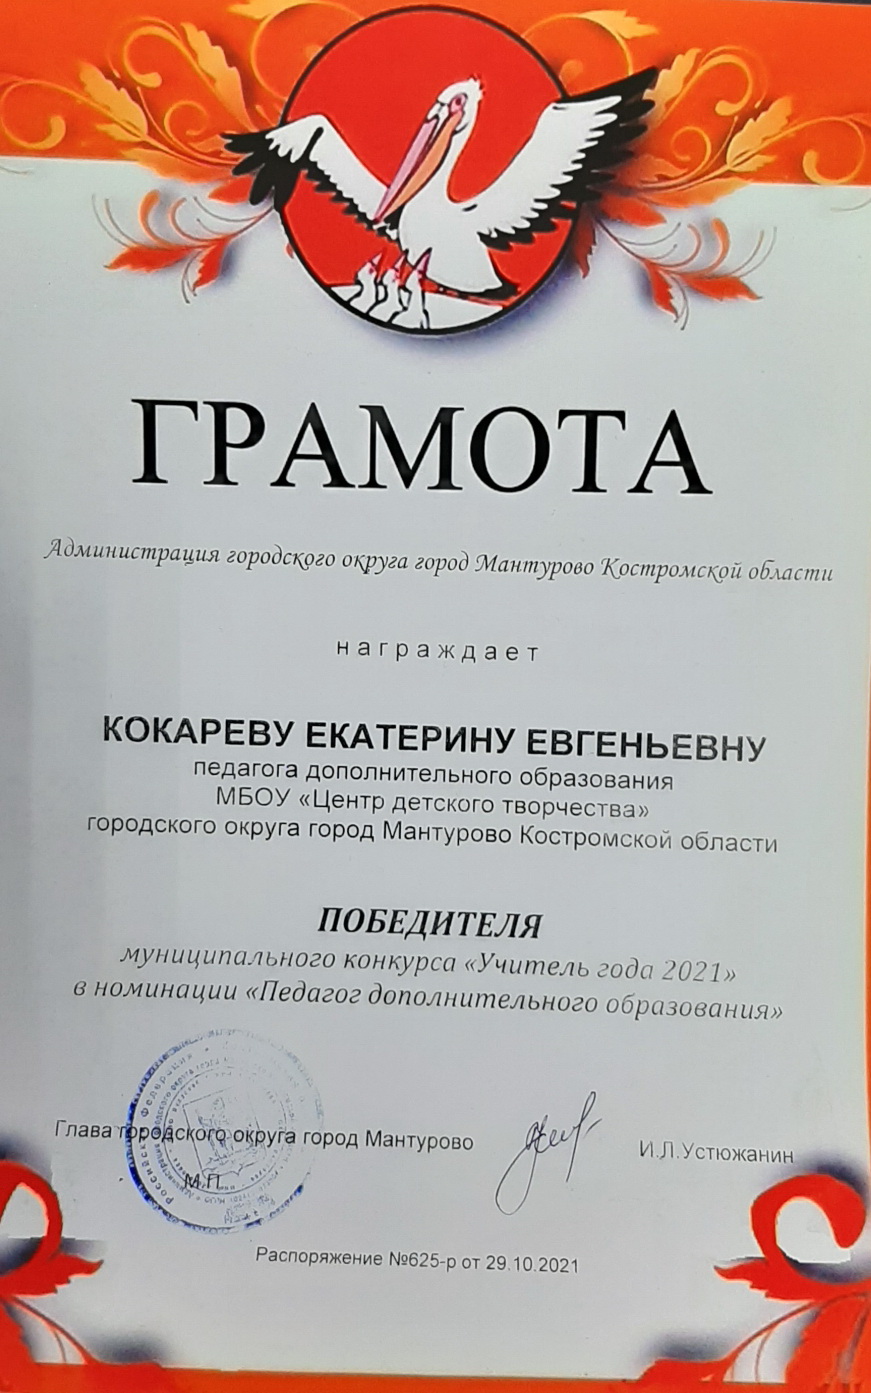 ГРАМОТА
Администрация городского округа город Мантурово Костромской области
награждает
КОКАРЕВУ ЕКАТЕРИНУ ЕВГЕНЬЕВНУ
педагога дополнительного образования
МБОУ «Центр детского творчества»
городского округа город Мантурово Костромской области
ПОБЕДИТЕЛЯ
муниципального конкурса «Учитель года 2021»
в номинации «Педагог дополнительного образования»
Глава городского округа город Мантурово
И.Л.Устюжанин
М.П.
Распоряжение №625-р от 29.10.2021